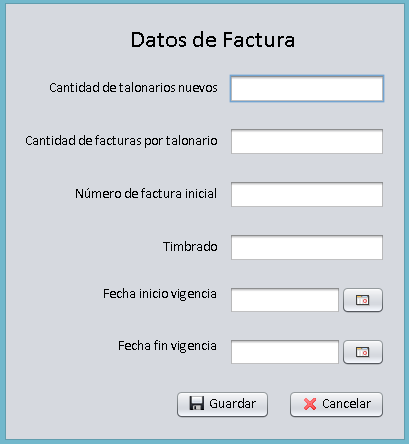 Datos de Factura
Cantidad de talonarios nuevos
Cantidad de facturas por talonario
Número de factura inicial
Timbrado
Fecha inicio vigencia
Fecha fin vigencia
Guardar Cancelar